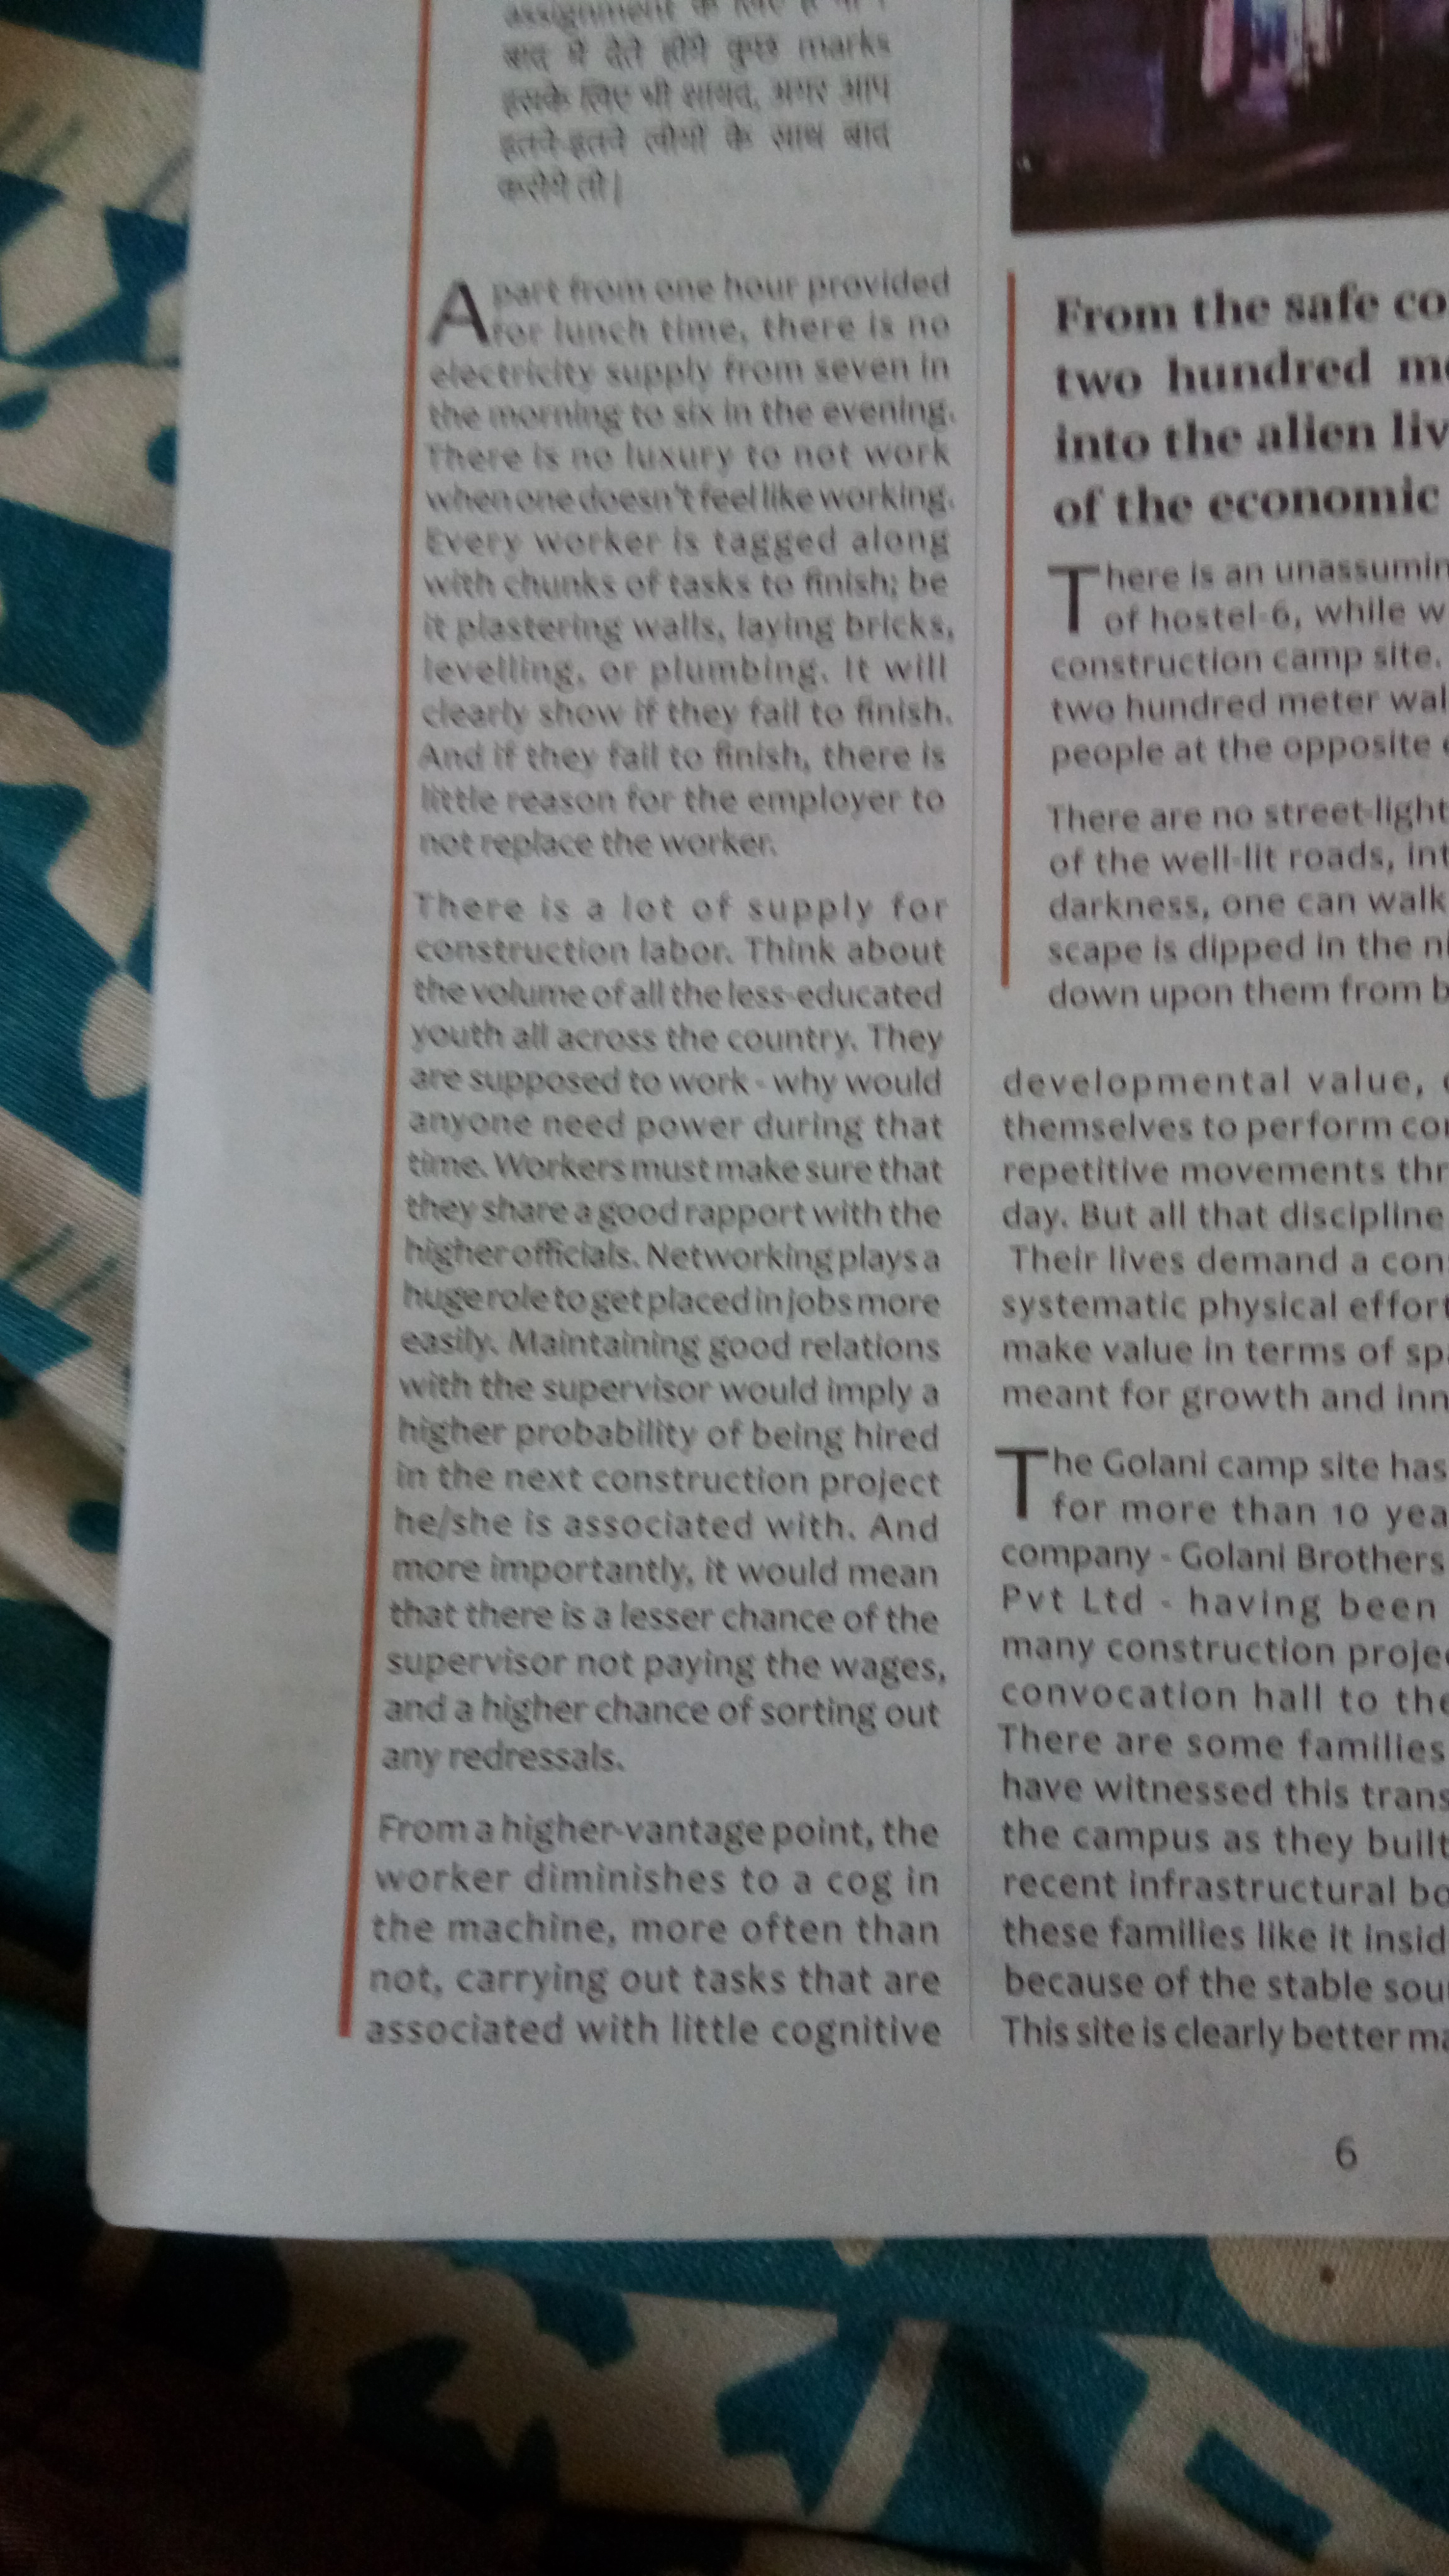 assignment के लिए है ना।
बाद में देते होंगे कुछ marks
इसके लिए भी शायद, अगर आप
इतने-इतने लोगों के साथ बात
करोगे तो|
Apart from one hour provided
for lunch time, there is no
electricity supply from seven in
the morning to six in the evening.
There is no luxury to not work
when one doesn't feel like working.
Every worker is tagged along
with chunks of tasks to finish; be
it plastering walls, laying bricks,
levelling, or plumbing. It will
clearly show if they fail to finish.
And if they fail to finish, there is
little reason for the employer to
not replace the worker.
There is a lot of supply for
construction labor. Think about
the volume of all the less-educated
youth all across the country. They
are supposed to work - why would
anyone need power during that
time. Workers must make sure that
they share a good rapport with the
higher officials. Networking plays a
huge role to get placed in jobs more
easily. Maintaining good relations
with the supervisor would imply a
higher probability of being hired
in the next construction project
he/she is associated with. And
more importantly, it would mean
that there is a lesser chance of the
supervisor not paying the wages,
and a higher chance of sorting out
any redressals.
From a higher-vantage point, the
worker diminishes to a cog in
the machine, more often than
not, carrying out tasks that are
associated with little cognitive
From the safe co
two hundred me
into the alien liv
of the economic
There is an unassumin
of hostel-6, while w
construction camp site.
two hundred meter wal
people at the opposite
There are no street-light
of the well-lit roads, int
darkness, one can walk
scape is dipped in the ni
down upon them from b
developmental value,
themselves to perform con
repetitive movements thr
day. But all that discipline
Their lives demand a con
systematic physical effort
make value in terms of spa
meant for growth and inn
The Golani camp site has
for more than 10 yea
company - Golani Brothers
Pvt Ltd - having been
many construction projec
convocation hall to the
There are some families
have witnessed this trans
the campus as they built
recent infrastructural bo
these families like it insid
because of the stable sou
This site is clearly better ma
6